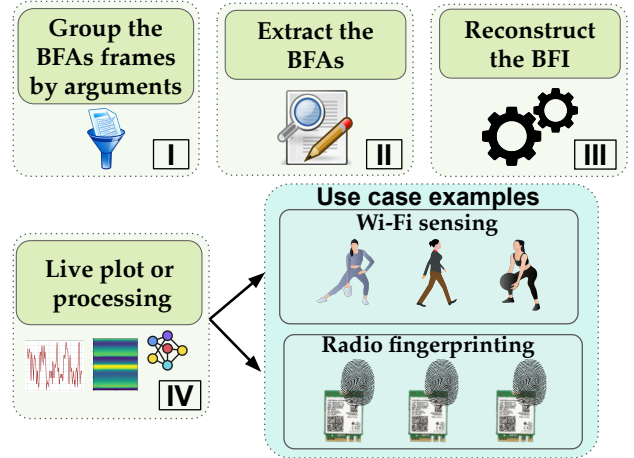 Group the
BFAs frames
by arguments
I
Extract the
BFAs
II
Reconstruct
the BFI
III
Live plot or
processing
IV
Use case examples
Wi-Fi sensing
Radio fingerprinting